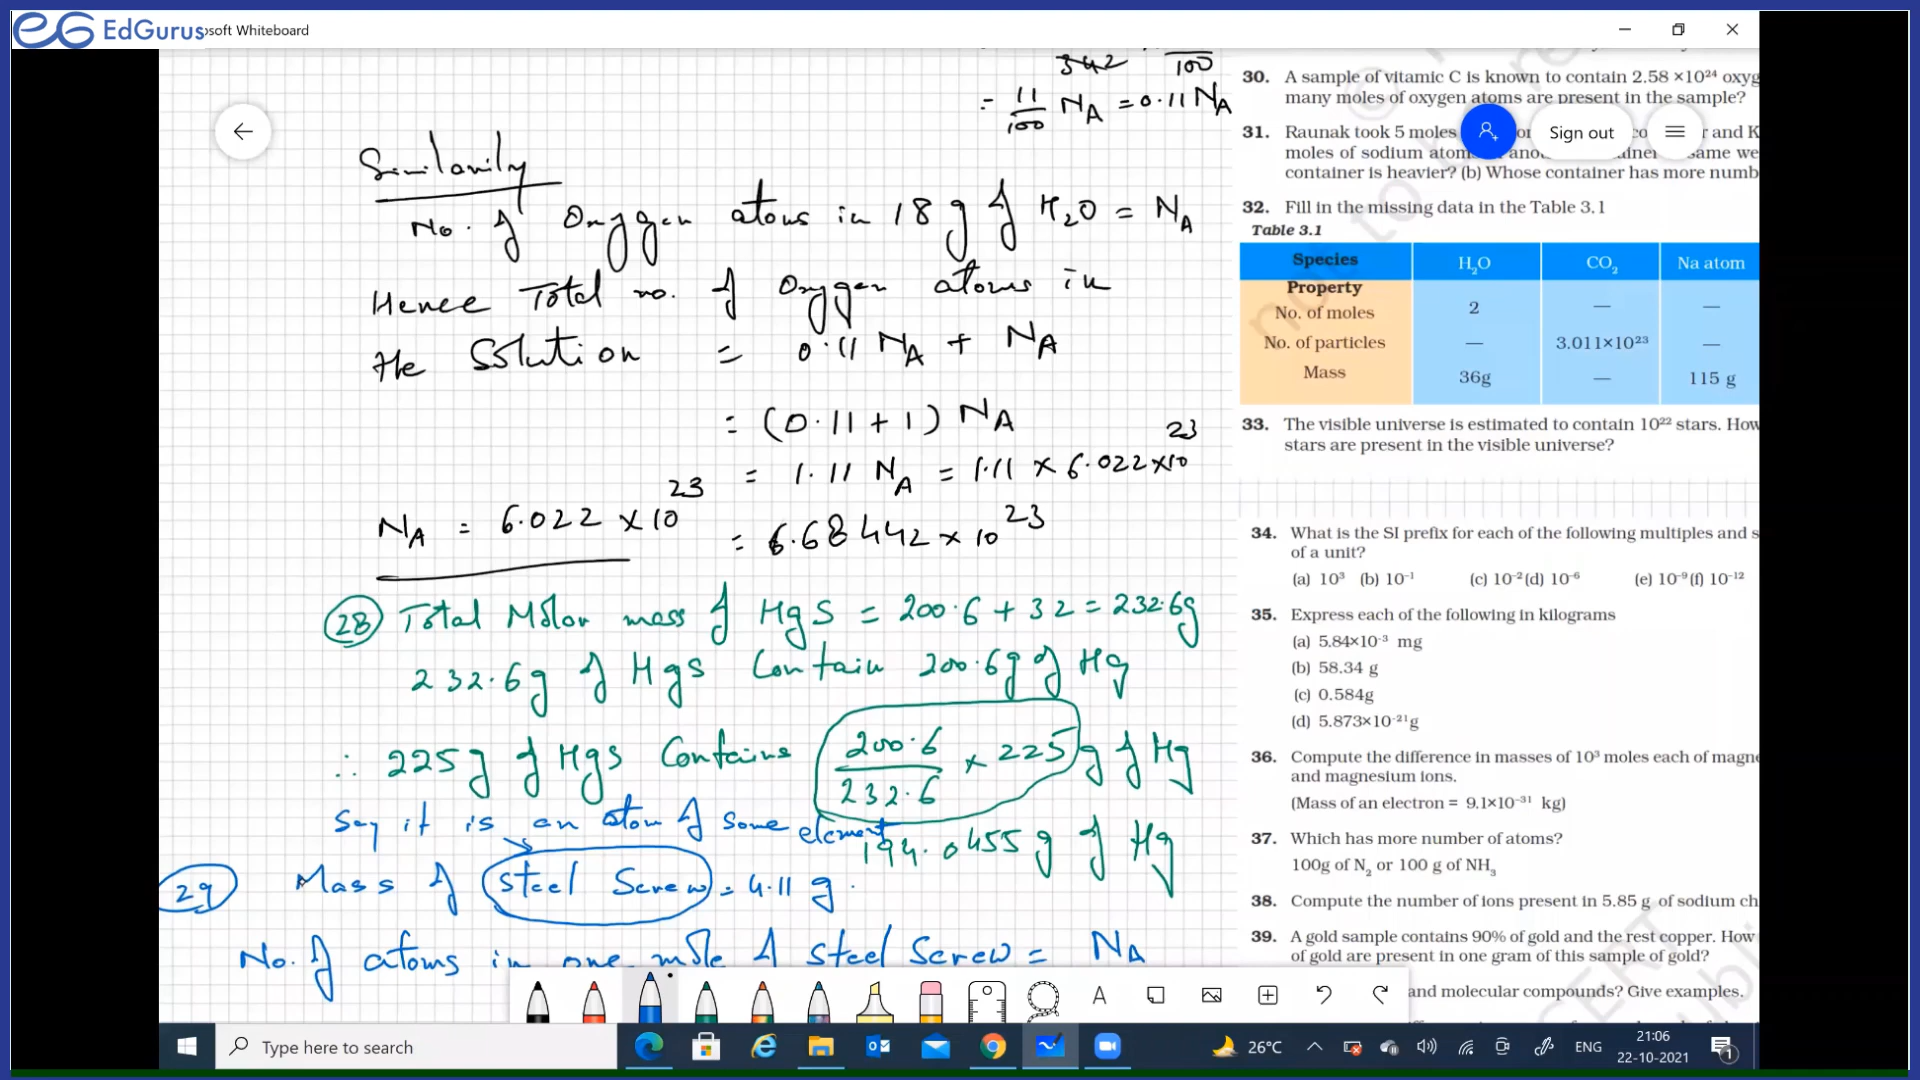 EdGurus
osoft Whiteboard
342 100
= 11/100 NA = 0.11 NA
Similarily
No. of Oxygen atoms in 18 g of H2O = NA
Hence Total no. of Oxygen atoms in
the Solution = 0.11 NA + NA
= (0.11 + 1) NA
= 1.11 NA = 1.11 × 6.022×10^23
NA = 6.022 × 10^23
= 6.68442 × 10^23
28 Total Molar mass of HgS = 200.6 + 32 = 232.6g
232.6g of HgS Contain 200.6g of Hg
∴ 225g of HgS Contains 200.6/232.6 × 225 g of Hg
Say it is an atom of some element
194.0455 g of Hg
29 Mass of Steel Screw = 4.11 g.
No. of atoms in one mole of Steel Screw = NA
30. A sample of vitamic C is known to contain 2.58 ×10²⁴ oxyg
many moles of oxygen atoms are present in the sample?
31. Raunak took 5 moles
moles of sodium atom ame we
container is heavier? (b) Whose container has more numb
Sign out
32. Fill in the missing data in the Table 3.1
Table 3.1
Species H₂O CO₂ Na atom
Property
No. of moles 2 — —
No. of particles — 3.011×10²³ —
Mass 36g — 115 g
33. The visible universe is estimated to contain 10²² stars. How
stars are present in the visible universe?
34. What is the SI prefix for each of the following multiples and s
of a unit?
(a) 10³ (b) 10⁻¹ (c) 10⁻² (d) 10⁻⁶ (e) 10⁻⁹ (f) 10⁻¹²
35. Express each of the following in kilograms
(a) 5.84×10⁻³ mg
(b) 58.34 g
(c) 0.584g
(d) 5.873×10⁻²¹g
36. Compute the difference in masses of 10³ moles each of magne
and magnesium ions.
(Mass of an electron = 9.1×10⁻³¹ kg)
37. Which has more number of atoms?
100g of N₂ or 100 g of NH₃
38. Compute the number of ions present in 5.85 g of sodium ch
39. A gold sample contains 90% of gold and the rest copper. How
of gold are present in one gram of this sample of gold?
and molecular compounds? Give examples.
Type here to search
26°C
ENG
21:06
22-10-2021
1